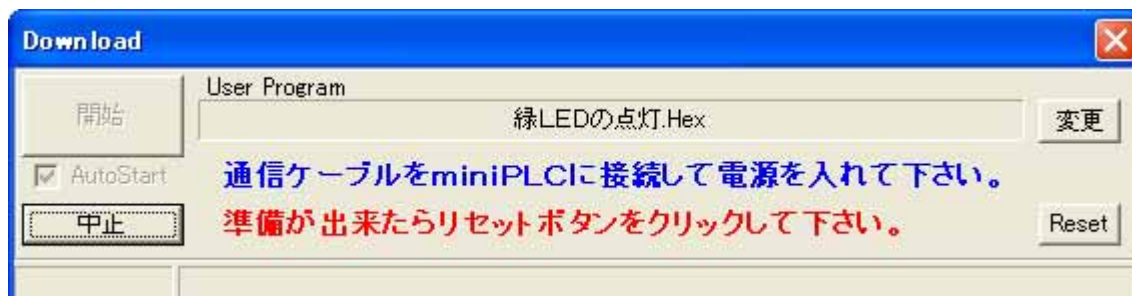 Download
開始
User Program
緑LEDの点灯.Hex
変更
AutoStart
通信ケーブルをminiPLCに接続して電源を入れて下さい。
中止
準備が出来たらリセットボタンをクリックして下さい。
Reset